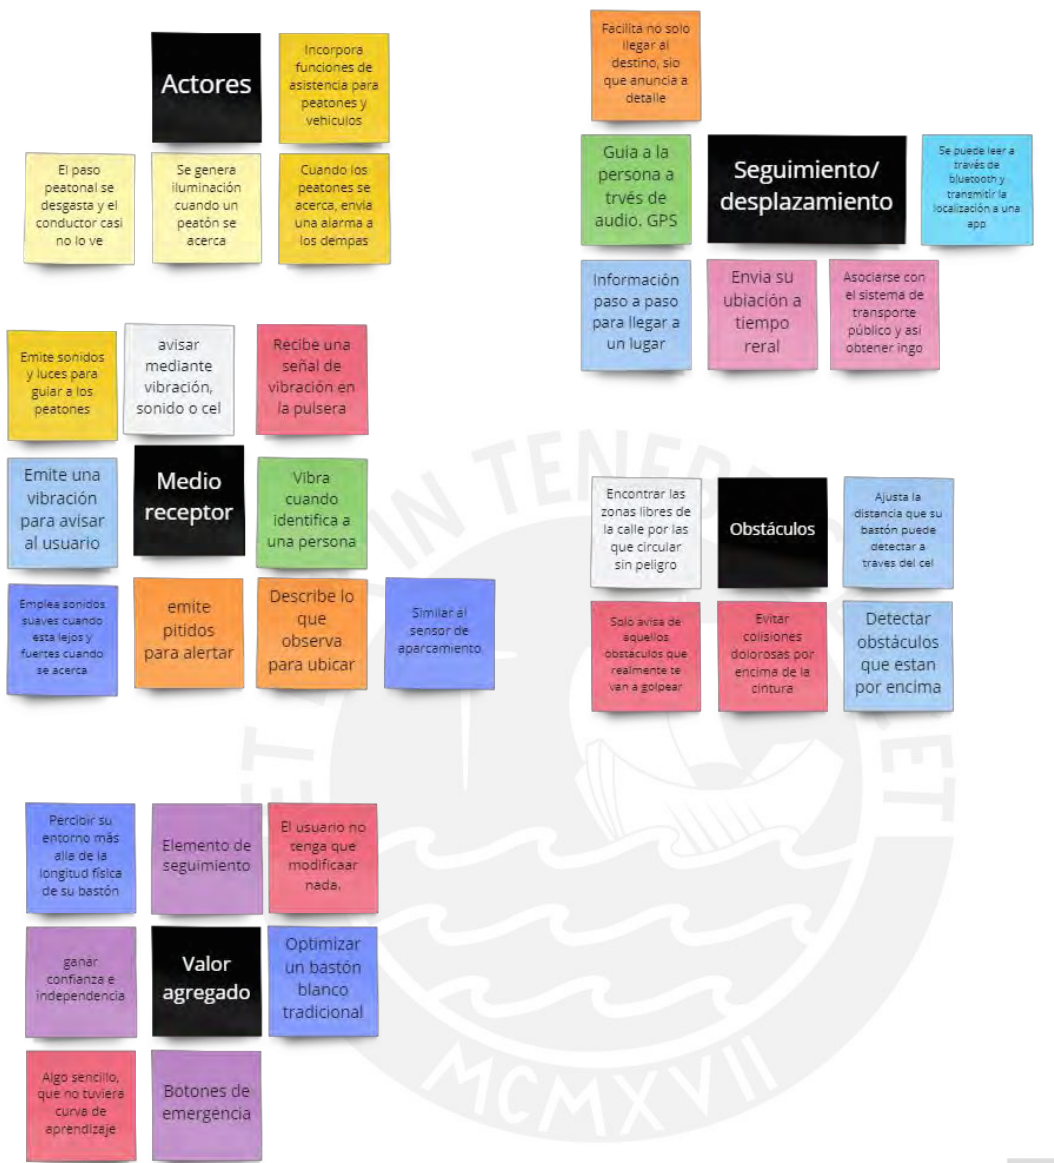 Actores
Incorpora
funciones de
asistencia para
peatones y
vehiculos
El paso
peatonal se
desgasta y el
conductor casi
no lo ve
Se genera
iluminación
cuando un
peatón se
acerca
Cuando los
peatones se
acerca, envia
una alarma a
los dempas
Facilita no solo
llegar al
destino, sio
que anuncia a
detalle
Guia a la
persona a
trvés de
audio. GPS
Seguimiento/
desplazamiento
Se puede leer a
través de
bluetooth y
transmitir la
localización a una
app
Información
paso a paso
para llegar a
un lugar
Envia su
ubiación a
tiempo
reral
Asociarse con
el sistema de
transporte
público y asi
obtener ingo
Emite sonidos
y luces para
guiar a los
peatones
avisar
mediante
vibración,
sonido o cel
Recibe una
señal de
vibración en
la pulsera
Emite una
vibración
para avisar
al usuario
Medio
receptor
Vibra
cuando
identifica a
una persona
Emplea sonidos
suaves cuando
esta lejos y
fuertes cuando
se acerca
emite
pitidos
para alertar
Describe lo
que
observa
para ubicar
Similar al
sensor de
aparcamiento
Encontrar las
zonas libres de
la calle por las
que circular
sin peligro
Obstáculos
Ajusta la
distancia que su
bastón puede
detectar a
traves del cel
Solo avisa de
aquellos
obstáculos que
realmente te
van a golpear
Evitar
colisiones
dolorosas por
encima de la
cintura
Detectar
obstáculos
que estan
por encima
Percibir su
entorno más
alla de la
longitud física
de su bastón
Elemento de
seguimiento
El usuario no
tenga que
modificaar
nada.
ganar
confianza e
independencia
Valor
agregado
Optimizar
un bastón
blanco
tradicional
Algo sencillo,
que no tuviera
curva de
aprendizaje
Botones de
emergencia
MCMXVII